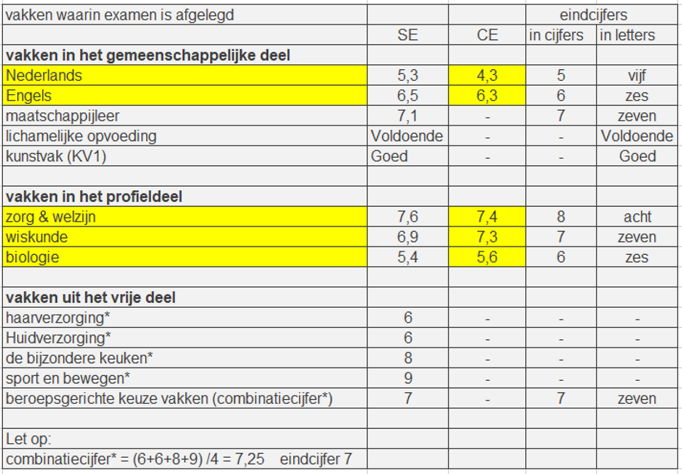 vakken waarin examen is afgelegd eindcijfers
SE CE in cijfers in letters
vakken in het gemeenschappelijke deel
Nederlands 5,3 4,3 5 vijf
Engels 6,5 6,3 6 zes
maatschappijleer 7,1 - 7 zeven
lichamelijke opvoeding Voldoende - - Voldoende
kunstvak (KV1) Goed - - Goed
vakken in het profieldeel
zorg & welzijn 7,6 7,4 8 acht
wiskunde 6,9 7,3 7 zeven
biologie 5,4 5,6 6 zes
vakken uit het vrije deel
haarverzorging* 6 - - -
Huidverzorging* 6 - - -
de bijzondere keuken* 8 - - -
sport en bewegen* 9 - - -
beroepsgerichte keuze vakken (combinatiecijfer*) 7 - 7 zeven
Let op:
combinatiecijfer* = (6+6+8+9) /4 = 7,25 eindcijfer 7